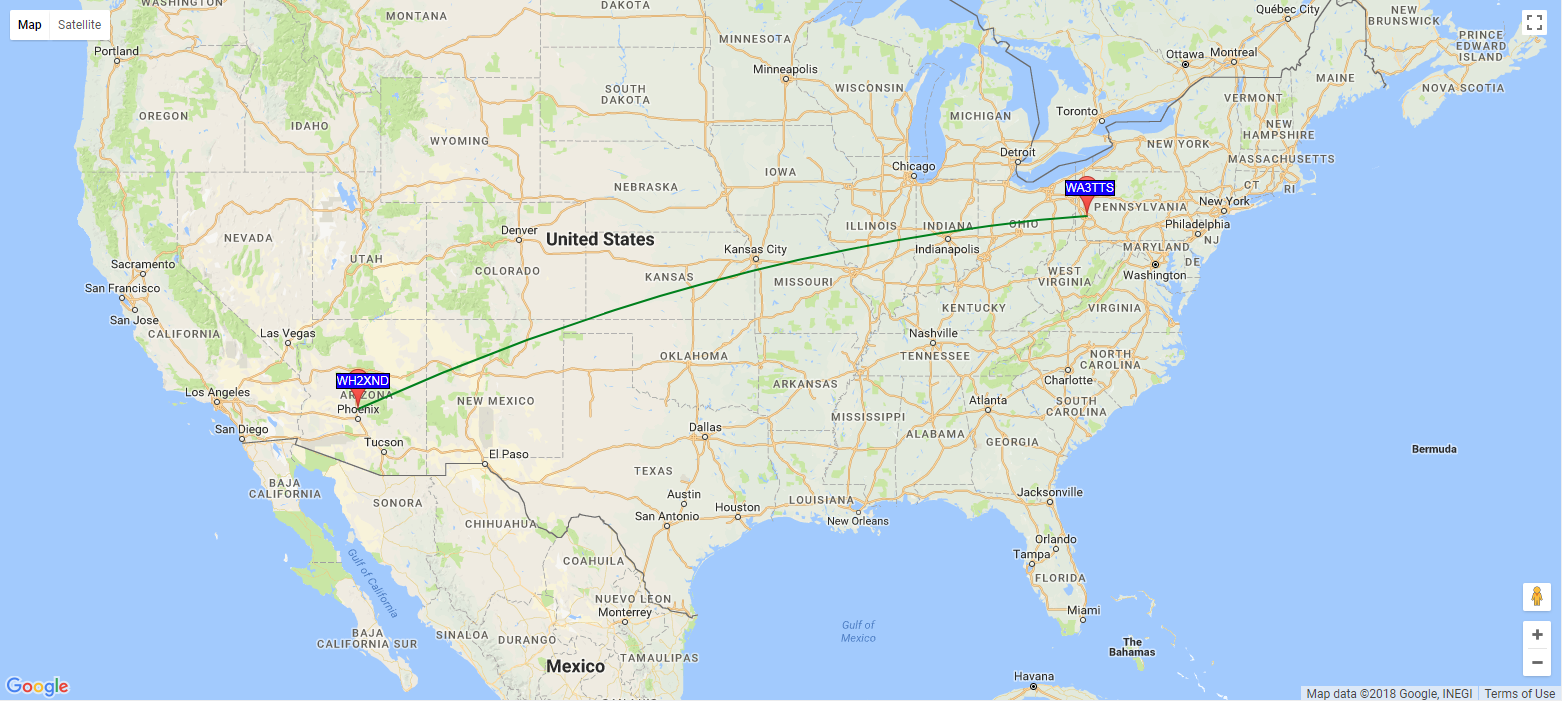 WASHINGTON
MONTANA
DAKOTA
Québec City
NEW
BRUNSWICK
Map
Satellite
MINNESOTA
PRINCE
EDWARD
ISLAND
Portland
Ottawa
Montreal
Minneapolis
MAINE
SOUTH
DAKOTA
WISCONSIN
NOVA SCOTIA
VERMONT
OREGON
IDAHO
MICHIGAN
Toronto
NEW
HAMPSHIRE
WYOMING
NEW YORK
Detroit
MASSACHUSETTS
Chicago
IOWA
NEBRASKA
CT
RI
WA3TTS
PENNSYLVANIA
New York
ILLINOIS
INDIANA
OHIO
Philadelphia
Denver
United States
NEVADA
NJ
Kansas City
Indianapolis
MARYLAND
UTAH
DE
Sacramento
COLORADO
KANSAS
WEST
VIRGINIA
Washington
MISSOURI
San Francisco
KENTUCKY
VIRGINIA
San Jose
CALIFORNIA
Las Vegas
Nashville
OKLAHOMA
TENNESSEE
NORTH
CAROLINA
WH2XND
Charlotte
ARKANSAS
Los Angeles
ARIZONA
NEW MEXICO
Atlanta
SOUTH
CAROLINA
Phoenix
MISSISSIPPI
San Diego
Dallas
ALABAMA
Tucson
GEORGIA
El Paso
Bermuda
TEXAS
BAJA
CALIFORNIA
Jacksonville
Austin
SONORA
LOUISIANA
Houston
San Antonio
New Orleans
CHIHUAHUA
Orlando
Tampa
COAHUILA
Gulf of California
FLORIDA
NUEVO LEON
Monterrey
Miami
Gulf of
Mexico
BAJA
CALIFORNIA SUR
SINALOA
DURANGO
The
Bahamas
TAMAULIPAS
Mexico
Havana
Google
Map data ©2018 Google, INEGI
Terms of Use